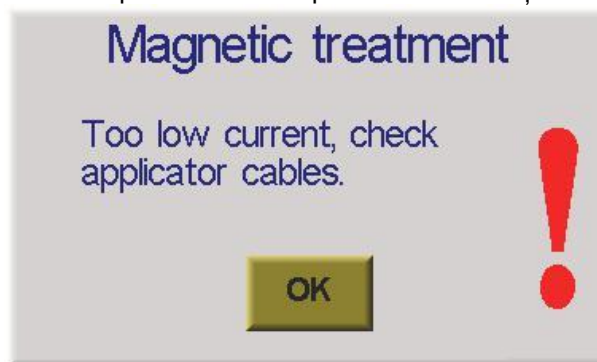 Magnetic treatment
Too low current, check
applicator cables.
OK